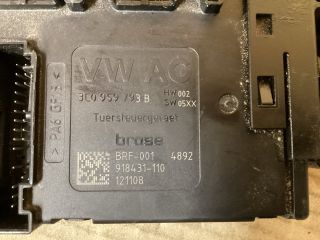 VW AG
3C0 959 793 B
HW 002
SW 05XX
Tuersteuergeraet
brose
BRF-001 4892
918431-110
121108
>PA6 GF